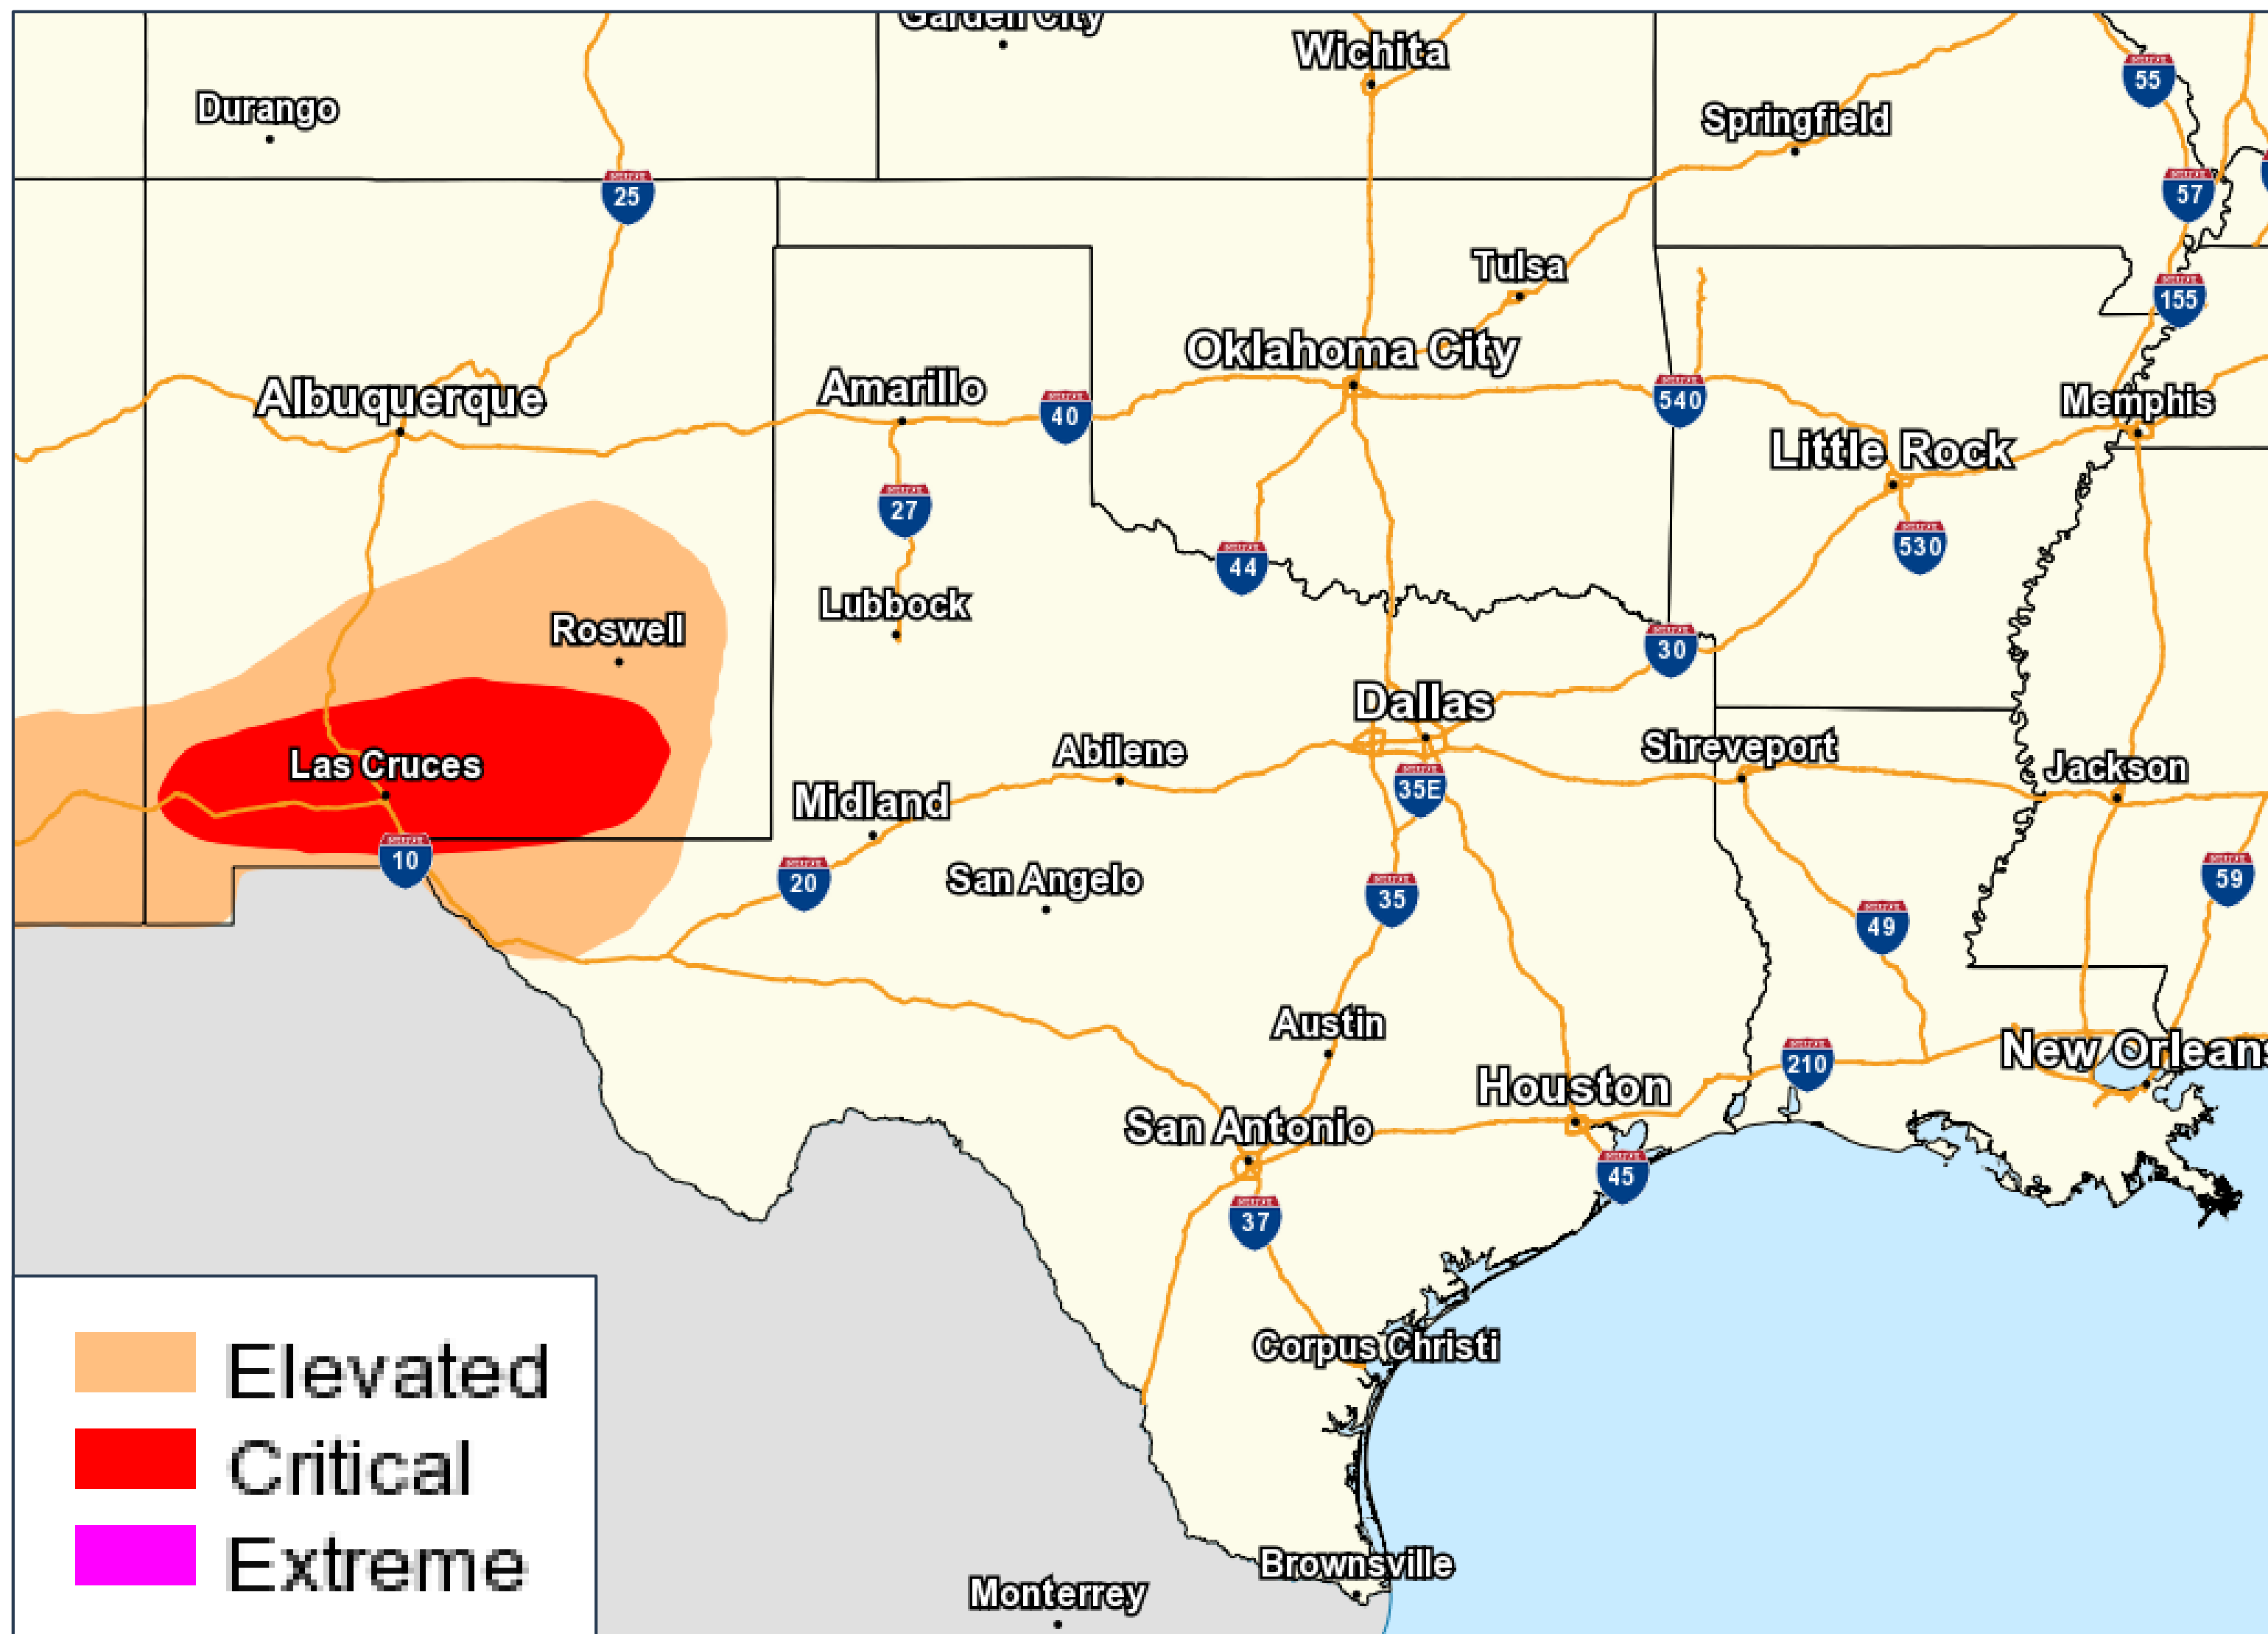 Garden City
Wichita
55
Durango
Springfield
25
57
Tulsa
155
Oklahoma City
Albuquerque
Amarillo
40
540
Memphis
Little Rock
27
530
44
Lubbock
Roswell
30
Dallas
Las Cruces
Abilene
Shreveport
Jackson
35E
Midland
10
20
San Angelo
35
59
49
Austin
New Orleans
210
Houston
San Antonio
45
37
Corpus Christi
Elevated
Critical
Extreme
Brownsville
Monterrey